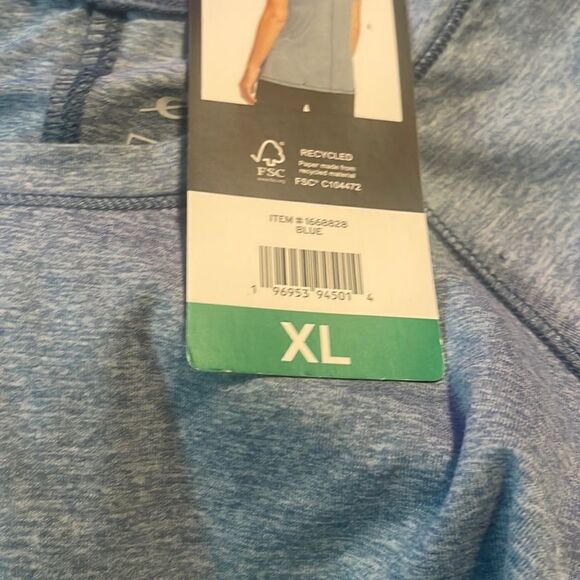 FSC
RECYCLED
Paper made from
recycled material
FSC® C104472
ITEM # 1668828
BLUE
1 96953 94501 4
XL